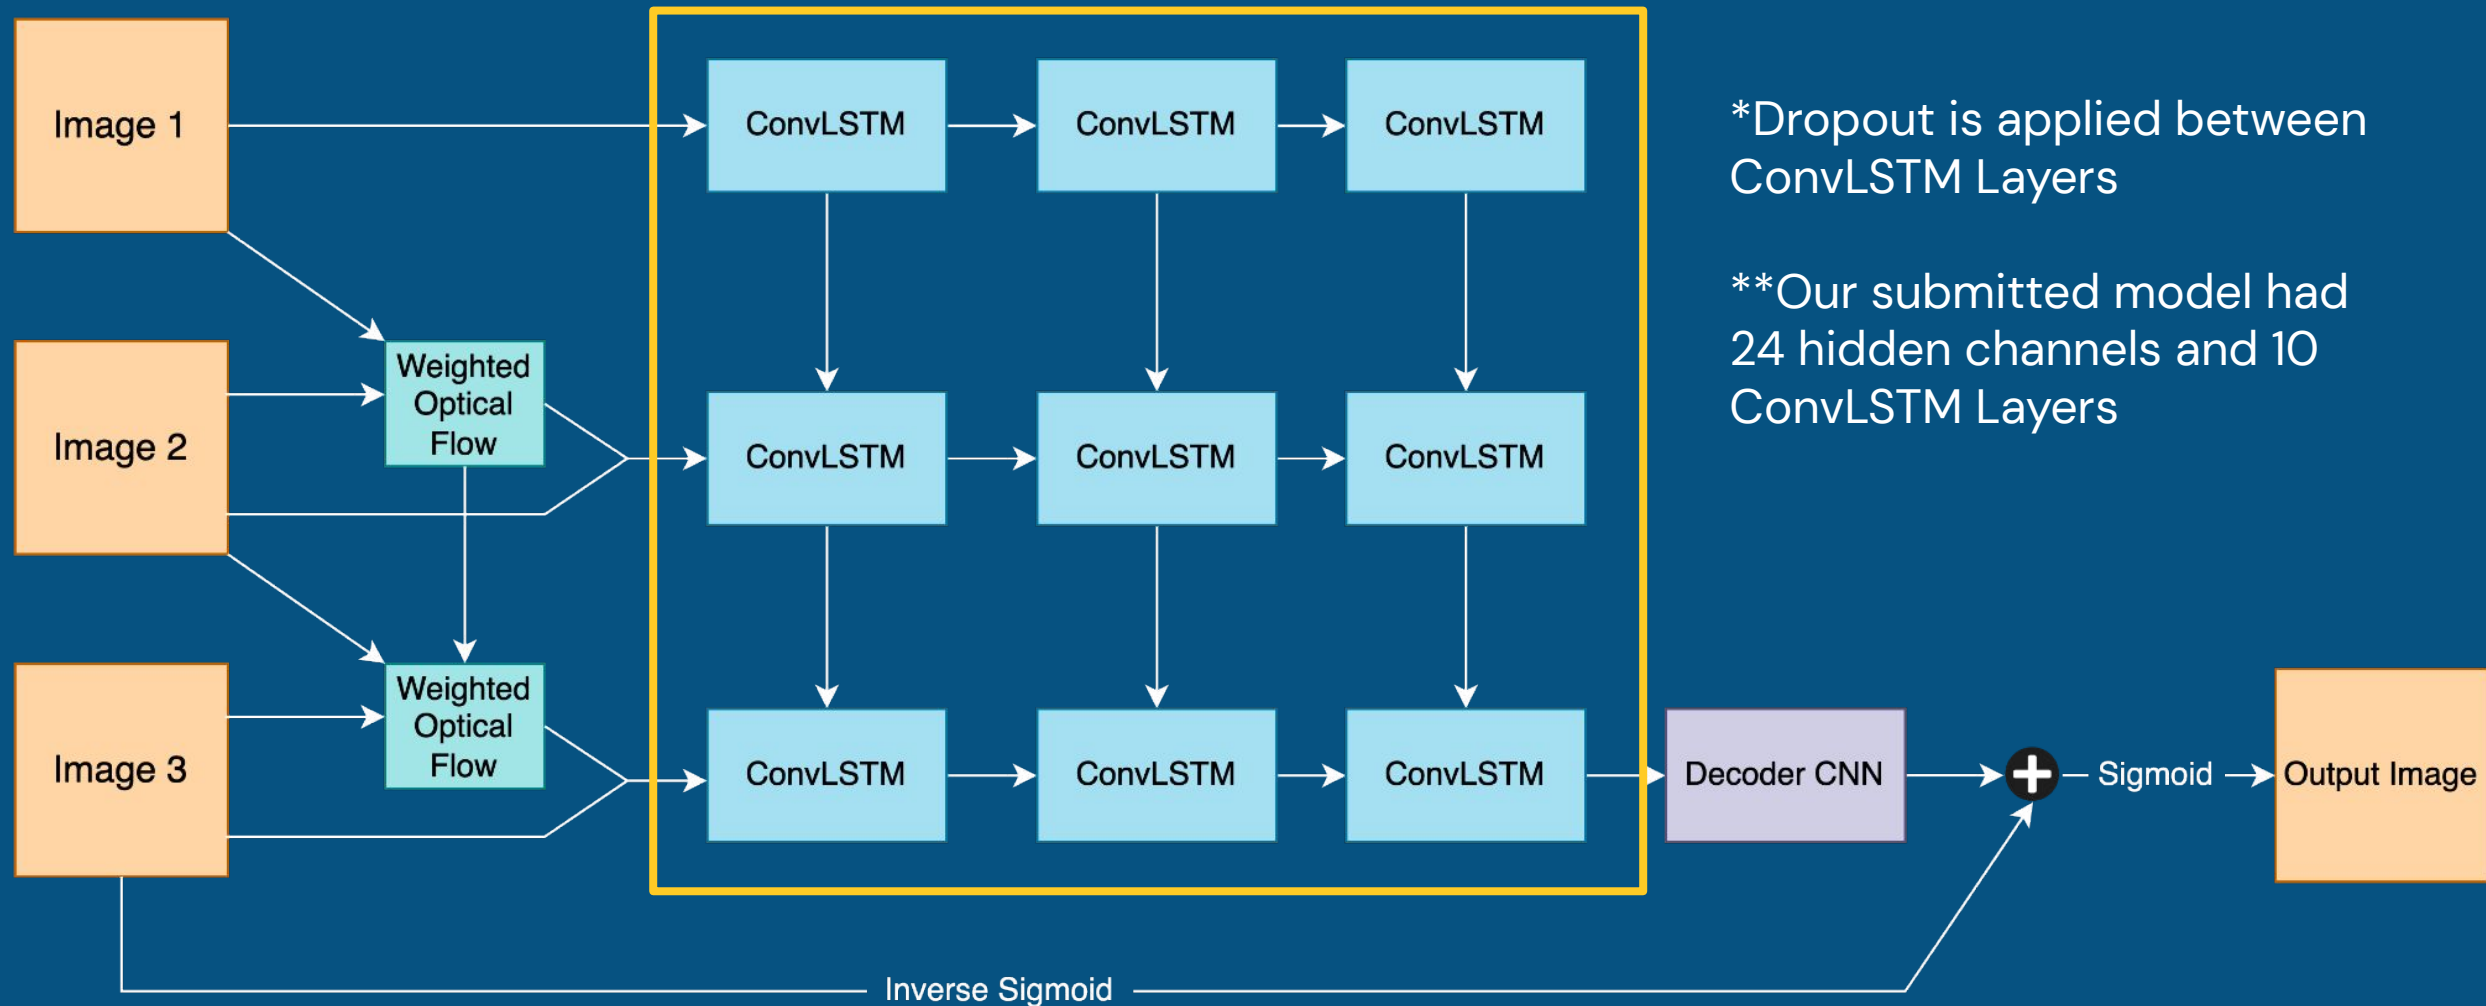 Image 1
ConvLSTM
ConvLSTM
ConvLSTM
*Dropout is applied between
ConvLSTM Layers
**Our submitted model had
24 hidden channels and 10
ConvLSTM Layers
Image 2
Weighted
Optical
Flow
ConvLSTM
ConvLSTM
ConvLSTM
Image 3
Weighted
Optical
Flow
ConvLSTM
ConvLSTM
ConvLSTM
Decoder CNN
Sigmoid
Output Image
Inverse Sigmoid